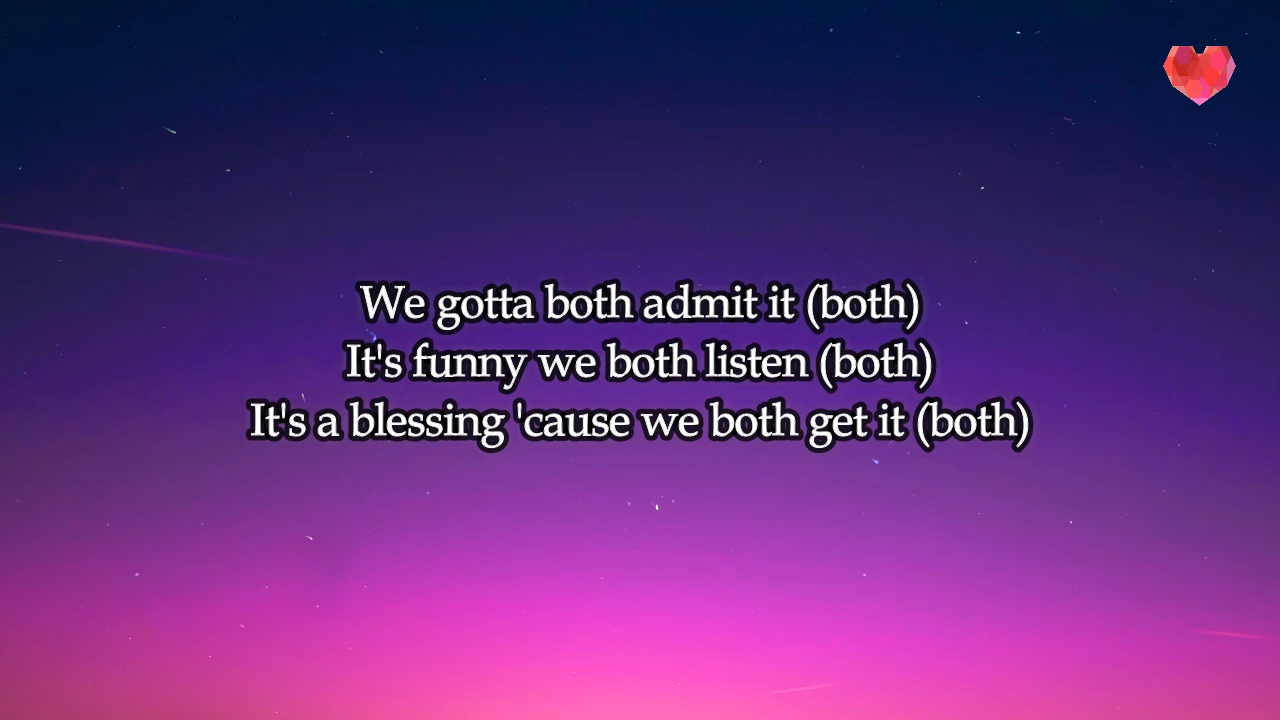 We gotta both admit it (both)
It's funny we both listen (both)
It's a blessing 'cause we both get it (both)